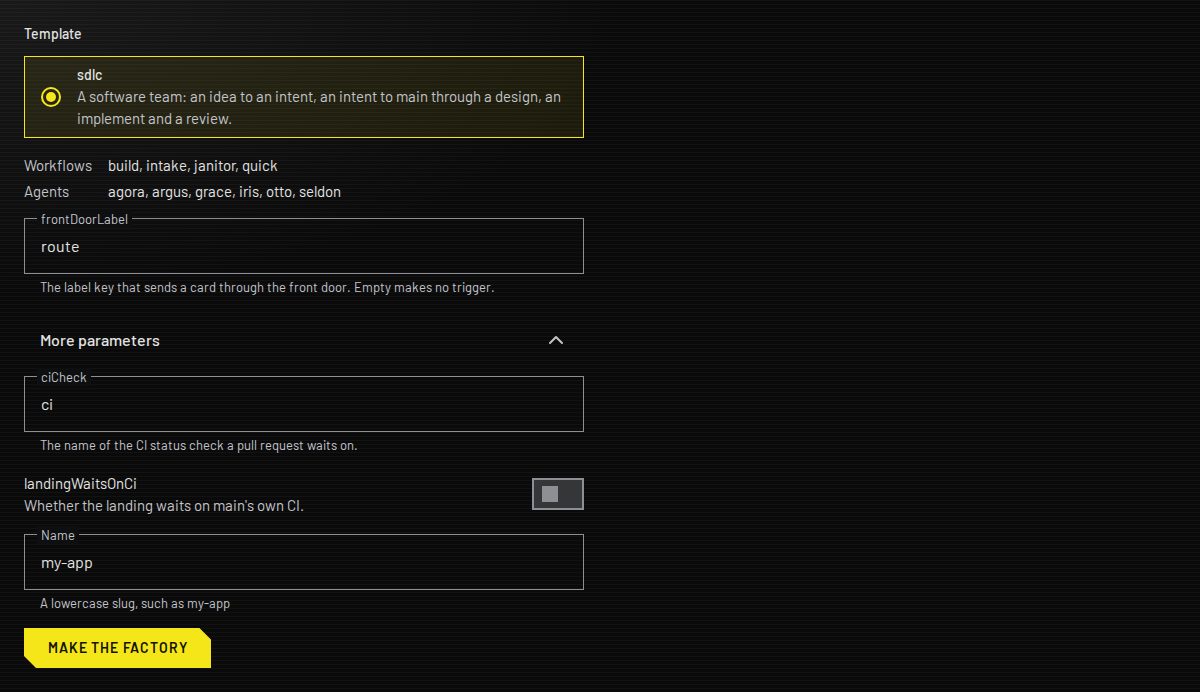 Template
sdlc
A software team: an idea to an intent, an intent to main through a design, an
implement and a review.
Workflows build, intake, janitor, quick
Agents agora, argus, grace, iris, otto, seldon
frontDoorLabel
route
The label key that sends a card through the front door. Empty makes no trigger.
More parameters
ciCheck
ci
The name of the CI status check a pull request waits on.
landingWaitsOnCi
Whether the landing waits on main's own CI.
Name
my-app
A lowercase slug, such as my-app
MAKE THE FACTORY